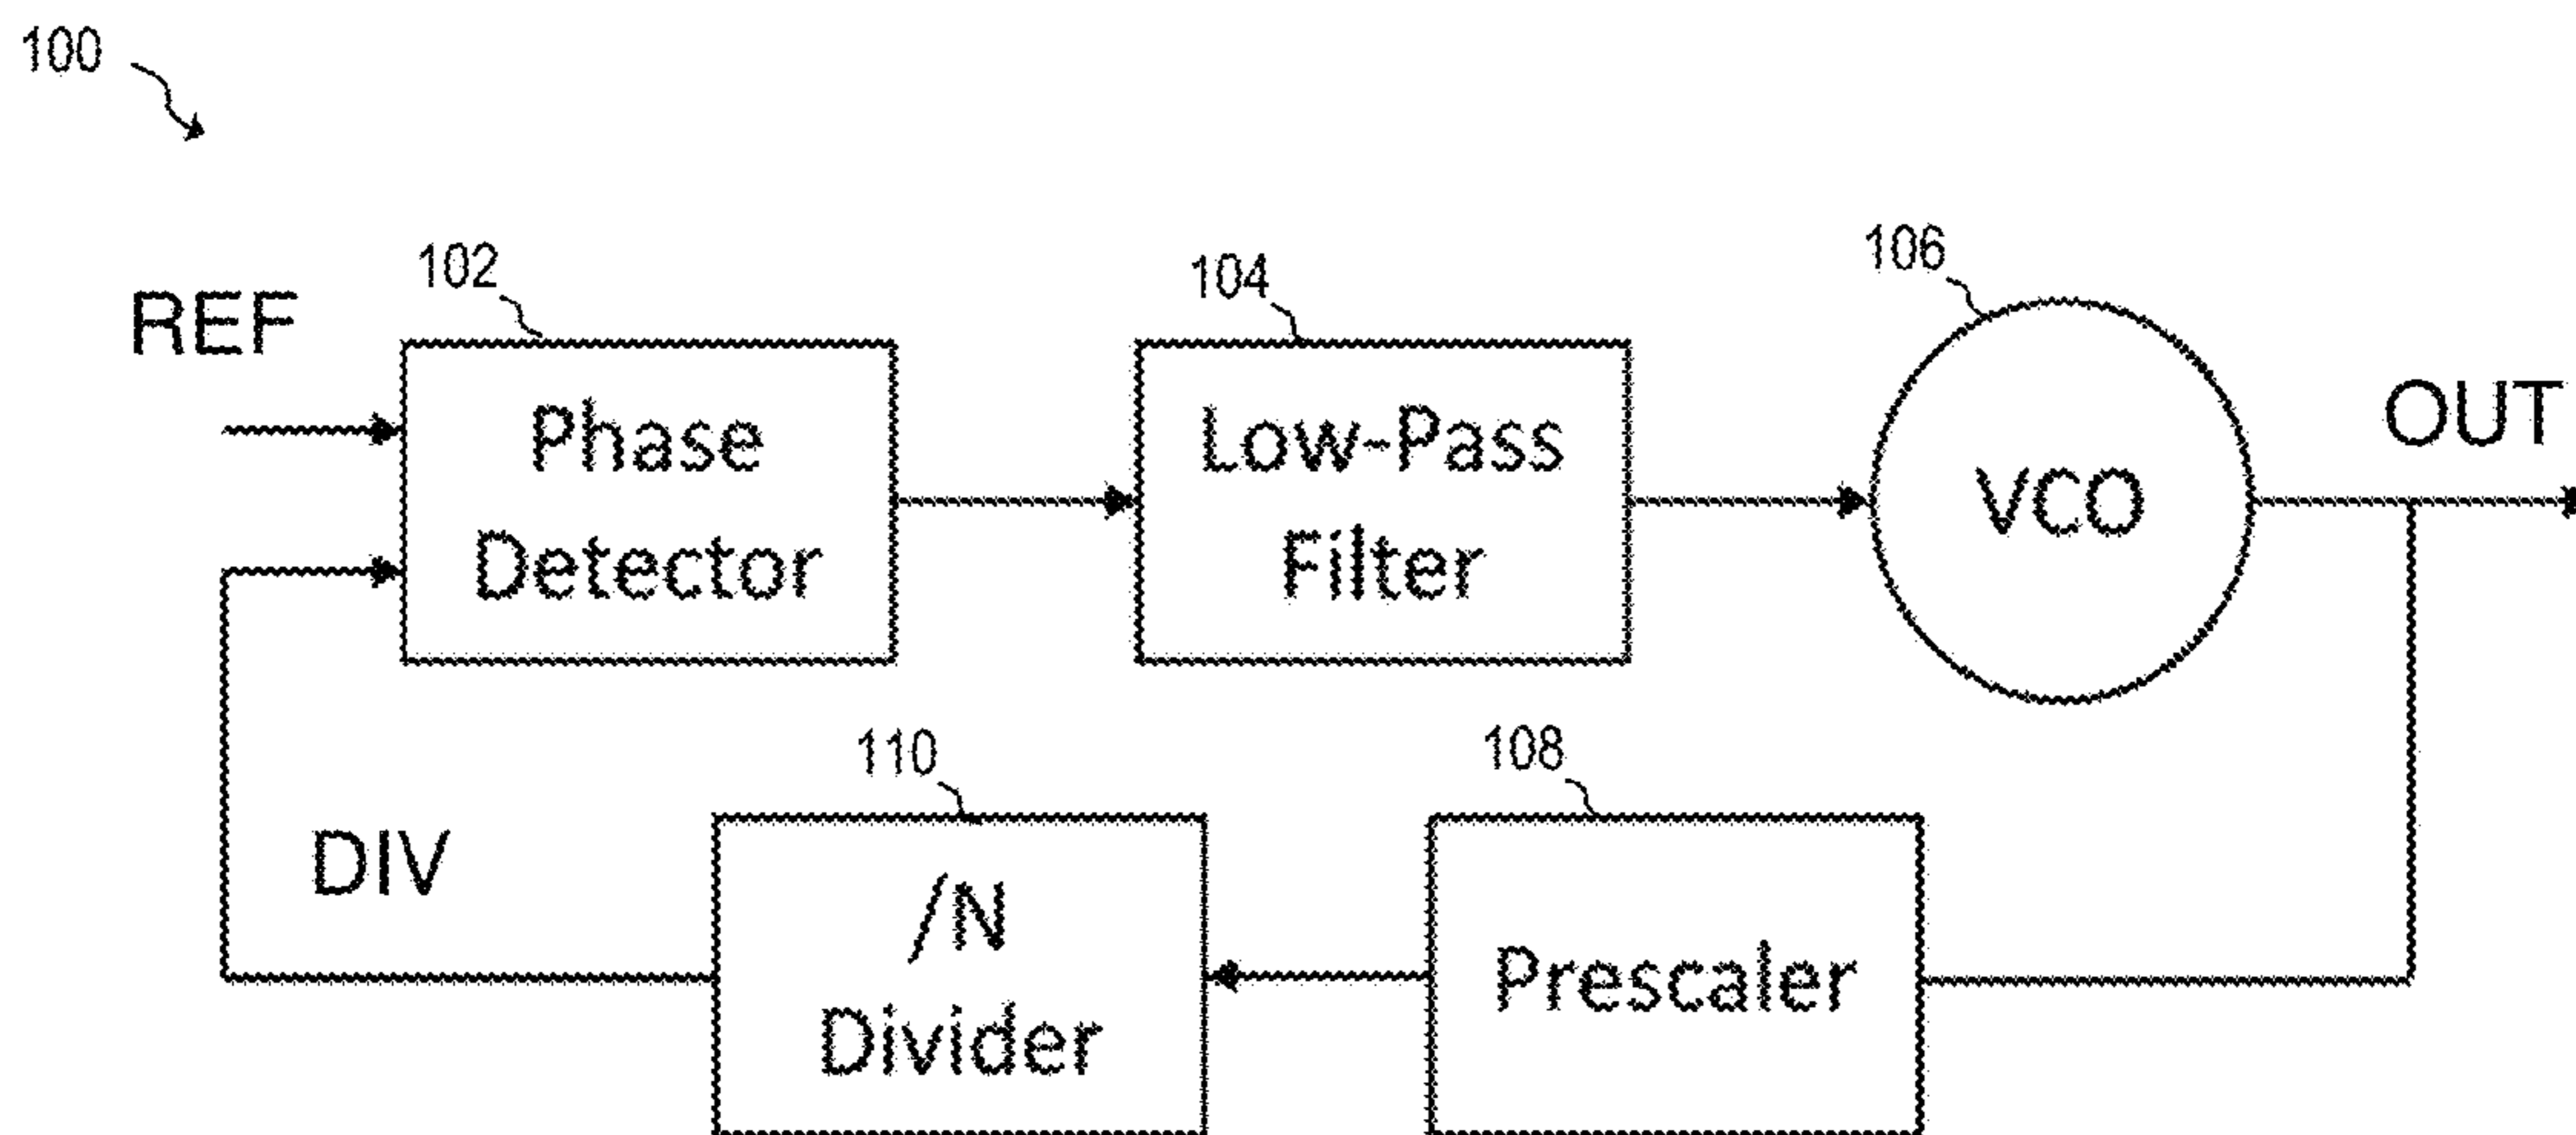 100
REF
102
104
106
Phase
Detector
Low-Pass
Filter
VCO
OUT
110
108
DIV
/N
Divider
Prescaler